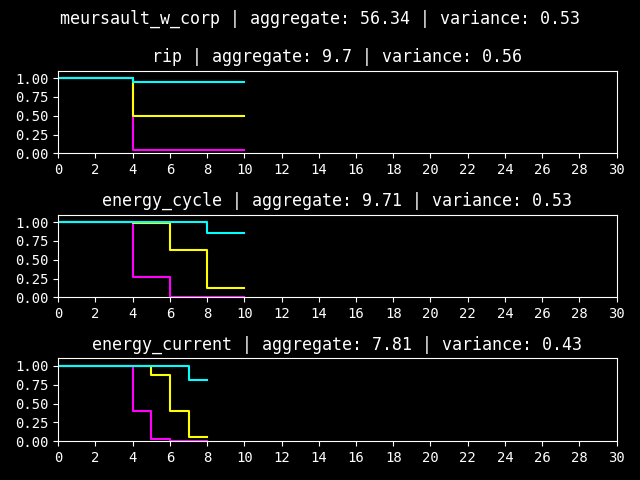 meursault_w_corp | aggregate: 56.34 | variance: 0.53
rip | aggregate: 9.7 | variance: 0.56
1.00
0.75
0.50
0.25
0.00
0 2 4 6 8 10 12 14 16 18 20 22 24 26 28 30
energy_cycle | aggregate: 9.71 | variance: 0.53
1.00
0.75
0.50
0.25
0.00
0 2 4 6 8 10 12 14 16 18 20 22 24 26 28 30
energy_current | aggregate: 7.81 | variance: 0.43
1.00
0.75
0.50
0.25
0.00
0 2 4 6 8 10 12 14 16 18 20 22 24 26 28 30